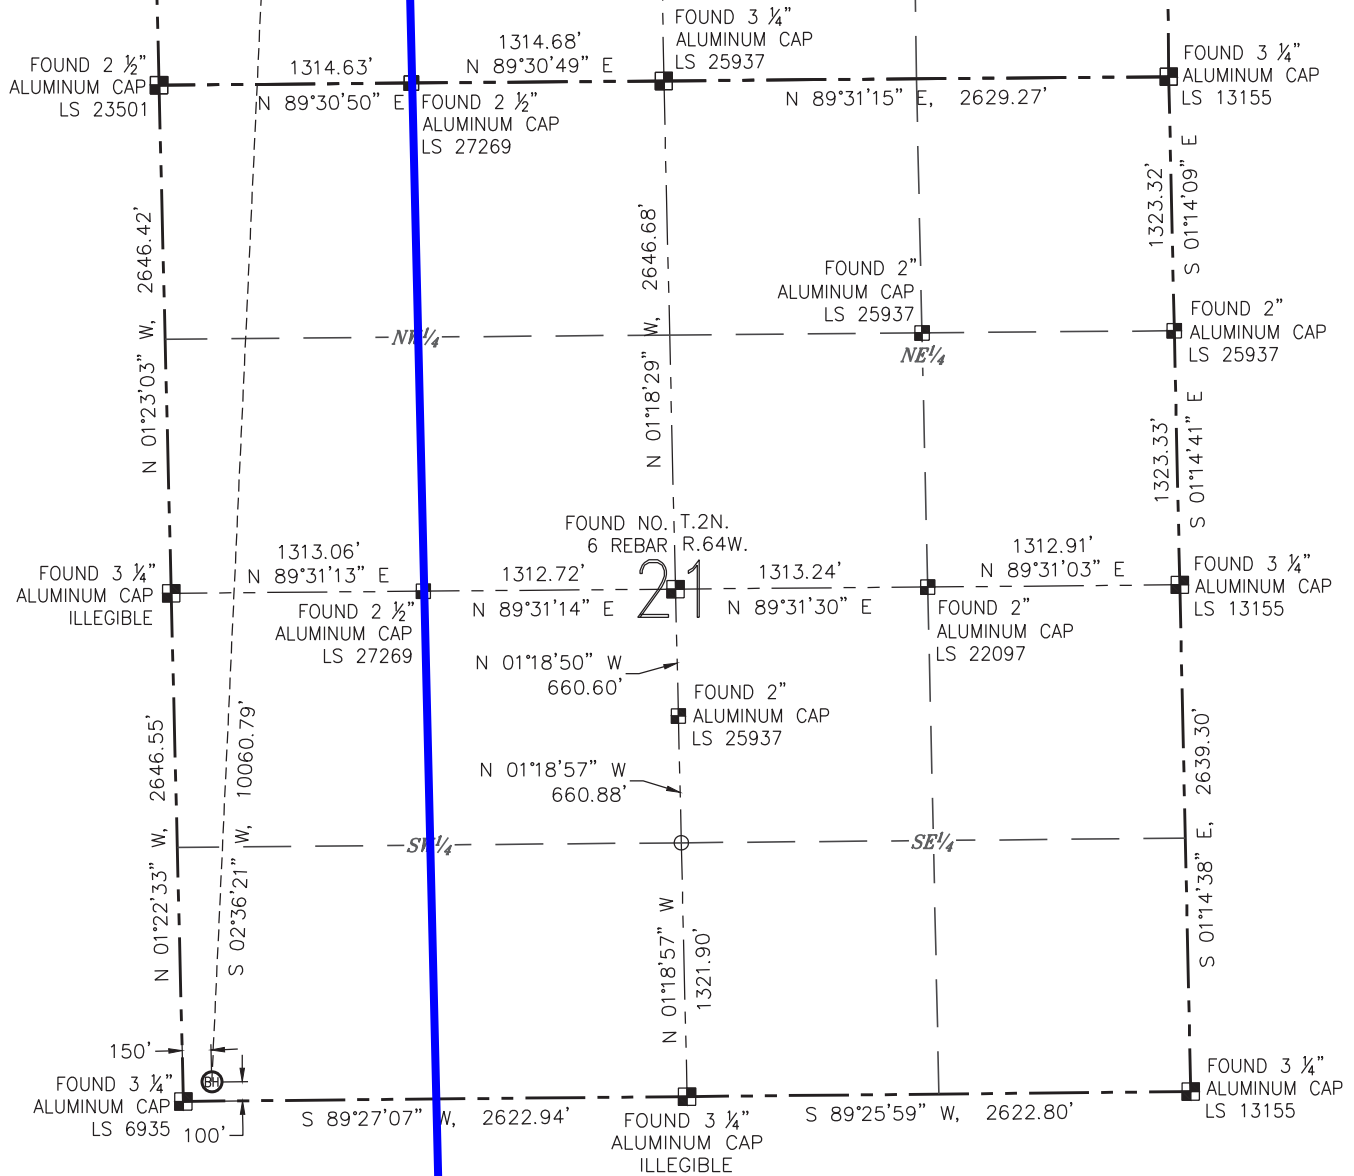 FOUND 3 ¼"
ALUMINUM CAP
LS 25937
FOUND 2 ½"
ALUMINUM CAP
LS 23501
1314.63'
N 89°30'50" E
1314.68'
N 89°30'49" E
FOUND 2 ½"
ALUMINUM CAP
LS 27269
N 89°31'15" E, 2629.27'
FOUND 3 ¼"
ALUMINUM CAP
LS 13155
N 01°23'03" W, 2646.42'
N 01°18'29" W, 2646.68'
1323.32'
S 01°14'09" E
FOUND 2"
ALUMINUM CAP
LS 25937
FOUND 2"
ALUMINUM CAP
LS 25937
NW¼
NE¼
1323.33'
S 01°14'41" E
FOUND NO. T.2N.
6 REBAR R.64W.
21
FOUND 3 ¼"
ALUMINUM CAP
ILLEGIBLE
1313.06'
N 89°31'13" E
1312.72'
N 89°31'14" E
1313.24'
N 89°31'30" E
1312.91'
N 89°31'03" E
FOUND 3 ¼"
ALUMINUM CAP
LS 13155
FOUND 2 ½"
ALUMINUM CAP
LS 27269
FOUND 2"
ALUMINUM CAP
LS 22097
N 01°18'50" W
660.60'
FOUND 2"
ALUMINUM CAP
LS 25937
N 01°18'57" W
660.88'
N 01°22'33" W, 2646.55'
S 02°36'21" W, 10060.79'
SW¼
SE¼
S 01°14'38" E, 2639.30'
N 01°18'57" W
1321.90'
150'
BH
FOUND 3 ¼"
ALUMINUM CAP
LS 6935
100'
S 89°27'07" W, 2622.94'
FOUND 3 ¼"
ALUMINUM CAP
ILLEGIBLE
S 89°25'59" W, 2622.80'
FOUND 3 ¼"
ALUMINUM CAP
LS 13155